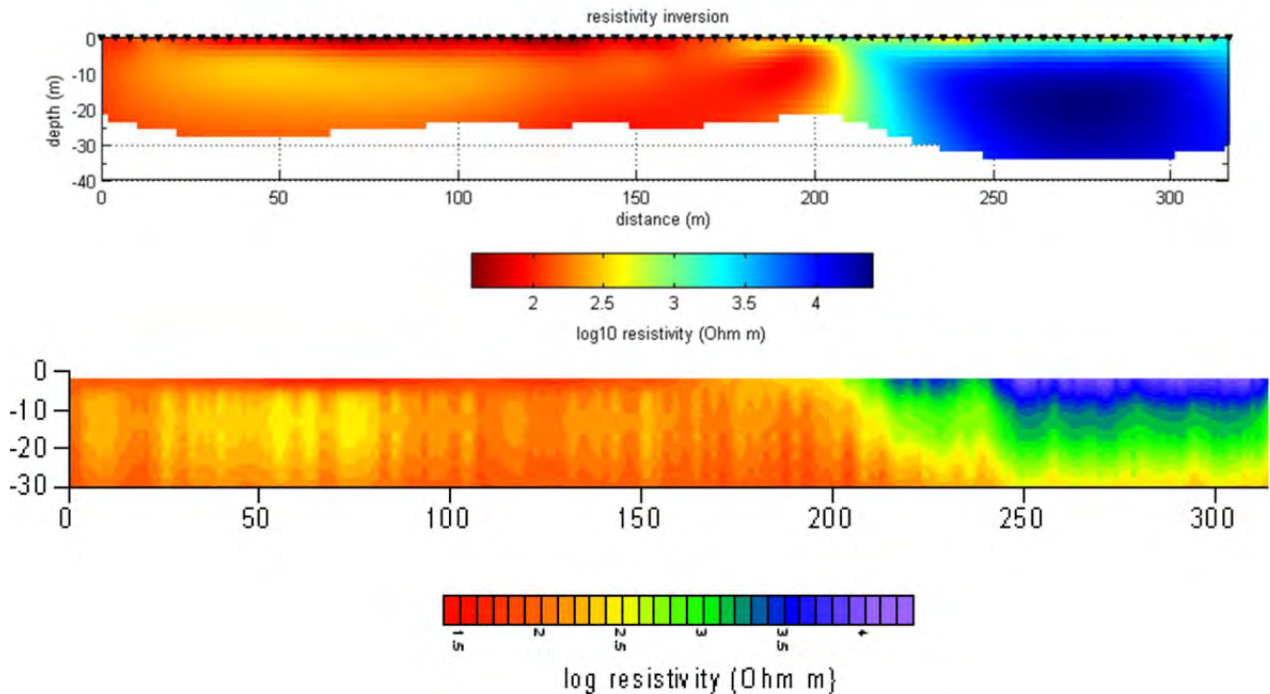 resistivity inversion
0
-10
-20
-30
-40
depth (m)
0 50 100 150 200 250 300
distance (m)
2 2.5 3 3.5 4
log10 resistivity (Ohm m)
0
-10
-20
-30
0 50 100 150 200 250 300
1.5 2 2.5 3 3.5 4
log resistivity (Ohm m}